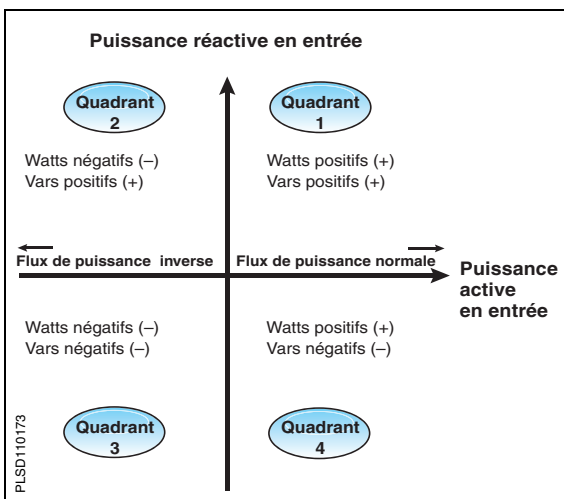 Puissance réactive en entrée
Quadrant
2
Quadrant
1
Watts négatifs (–)
Vars positifs (+)
Watts positifs (+)
Vars positifs (+)
Flux de puissance inverse
Flux de puissance normale
Puissance
active
en entrée
Watts négatifs (–)
Vars négatifs (–)
Watts positifs (+)
Vars négatifs (–)
Quadrant
3
Quadrant
4
PLSD110173